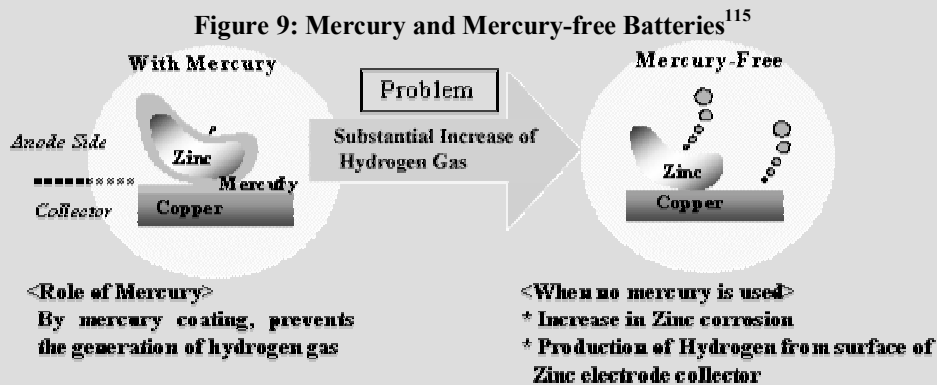 Figure 9: Mercury and Mercury-free Batteries115
With Mercury
Anode Side
Zinc
Mercury
Collector
Copper
Problem
Substantial Increase of
Hydrogen Gas
Mercury-Free
Zinc
Copper
<Role of Mercury>
By mercury coating, prevents
the generation of hydrogen gas
<When no mercury is used>
* Increase in Zinc corrosion
* Production of Hydrogen from surface of
Zinc electrode collector